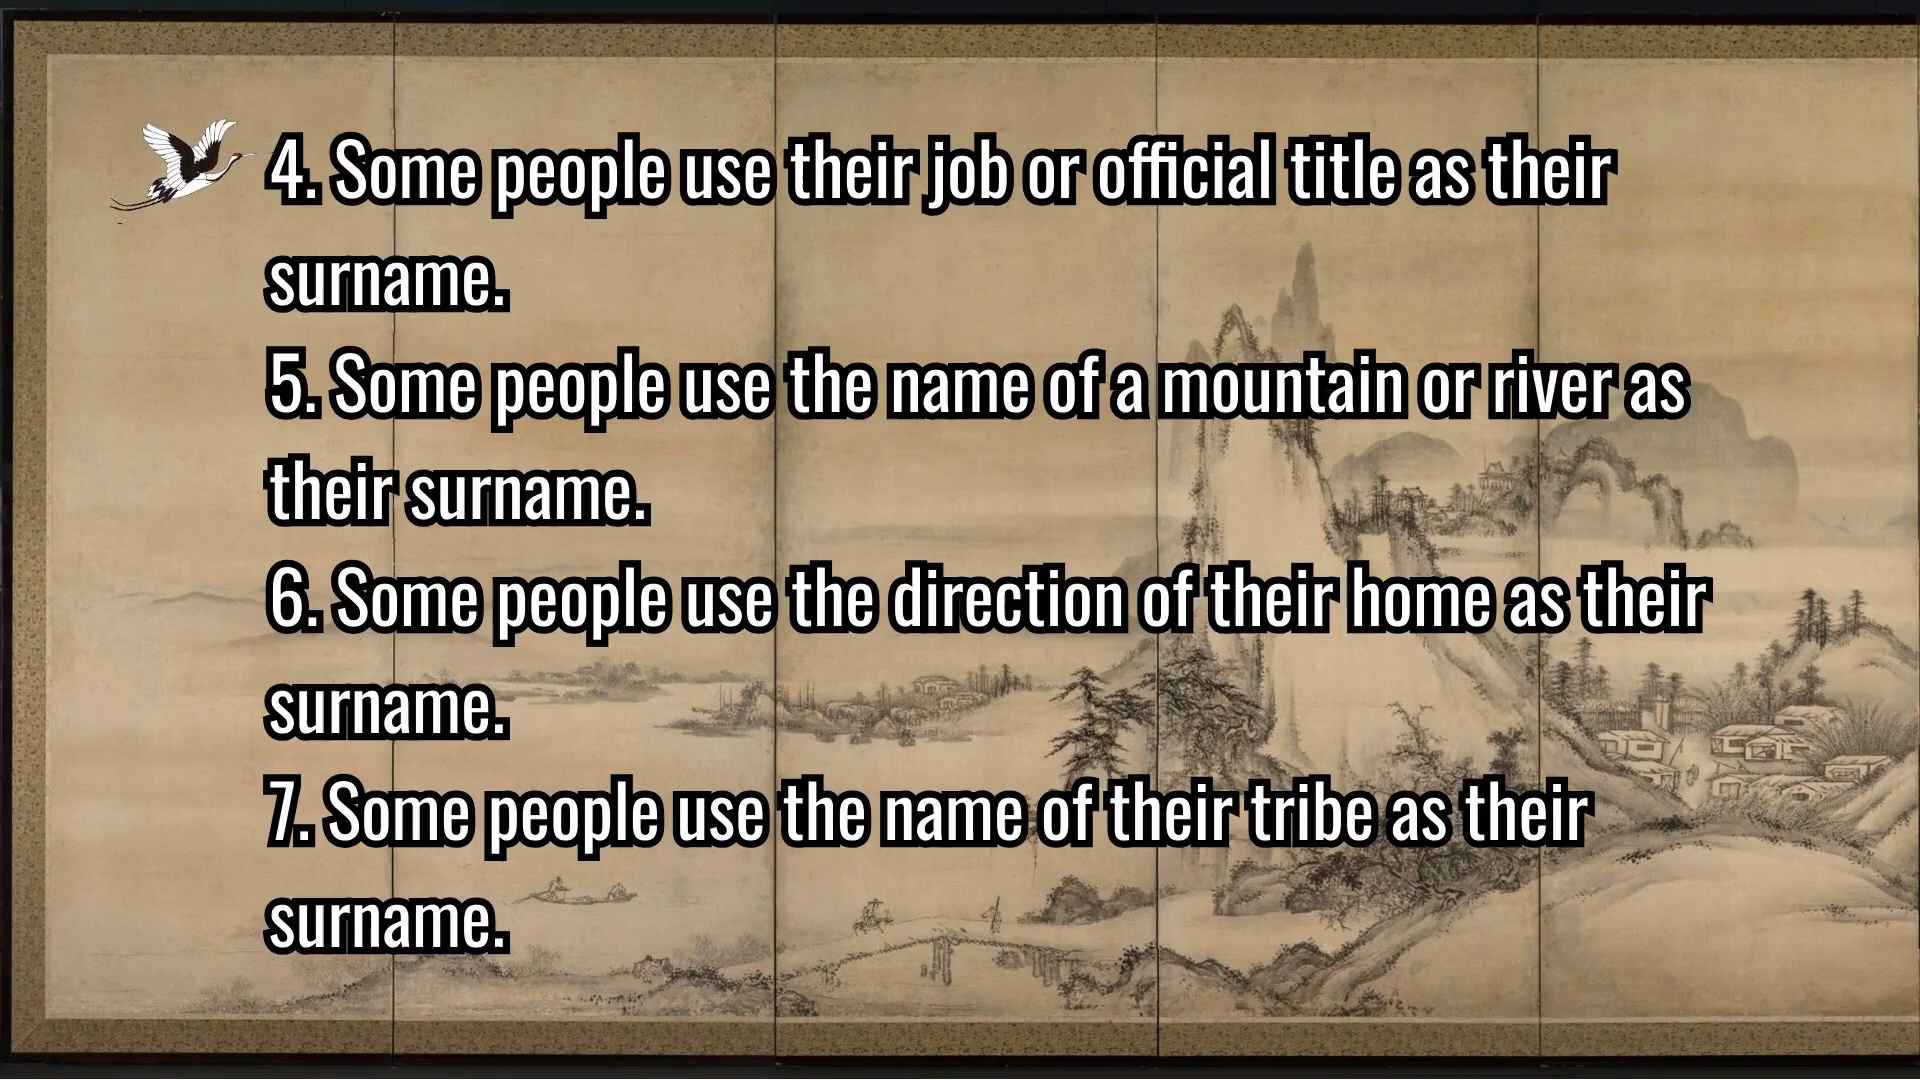 4. Some people use their job or official title as their
surname.
5. Some people use the name of a mountain or river as
their surname.
6. Some people use the direction of their home as their
surname.
7. Some people use the name of their tribe as their
surname.